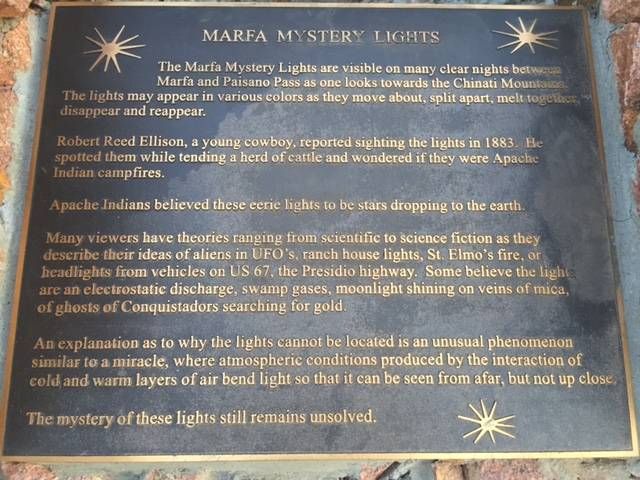 MARFA MYSTERY LIGHTS
The Marfa Mystery Lights are visible on many clear nights between
Marfa and Paisano Pass as one looks towards the Chinati Mountains.
The lights may appear in various colors as they move about, split apart, melt together,
disappear and reappear.
Robert Reed Ellison, a young cowboy, reported sighting the lights in 1883. He
spotted them while tending a herd of cattle and wondered if they were Apache
Indian campfires.
Apache Indians believed these eerie lights to be stars dropping to the earth.
Many viewers have theories ranging from scientific to science fiction as they
describe their ideas of aliens in UFO's, ranch house lights, St. Elmo's fire, or
headlights from vehicles on US 67, the Presidio highway. Some believe the lights
are an electrostatic discharge, swamp gases, moonlight shining on veins of mica,
of ghosts of Conquistadors searching for gold.
An explanation as to why the lights cannot be located is an unusual phenomenon
similar to a miracle, where atmospheric conditions produced by the interaction of
cold and warm layers of air bend light so that it can be seen from afar, but not up close.
The mystery of these lights still remains unsolved.